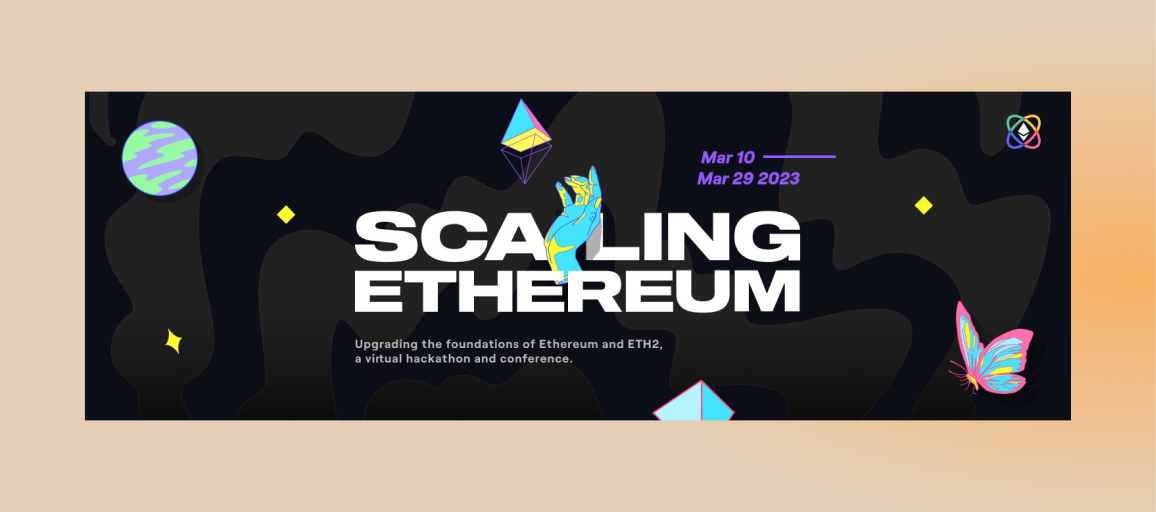 Mar 10
Mar 29 2023
SCALING
ETHEREUM
Upgrading the foundations of Ethereum and ETH2,
a virtual hackathon and conference.